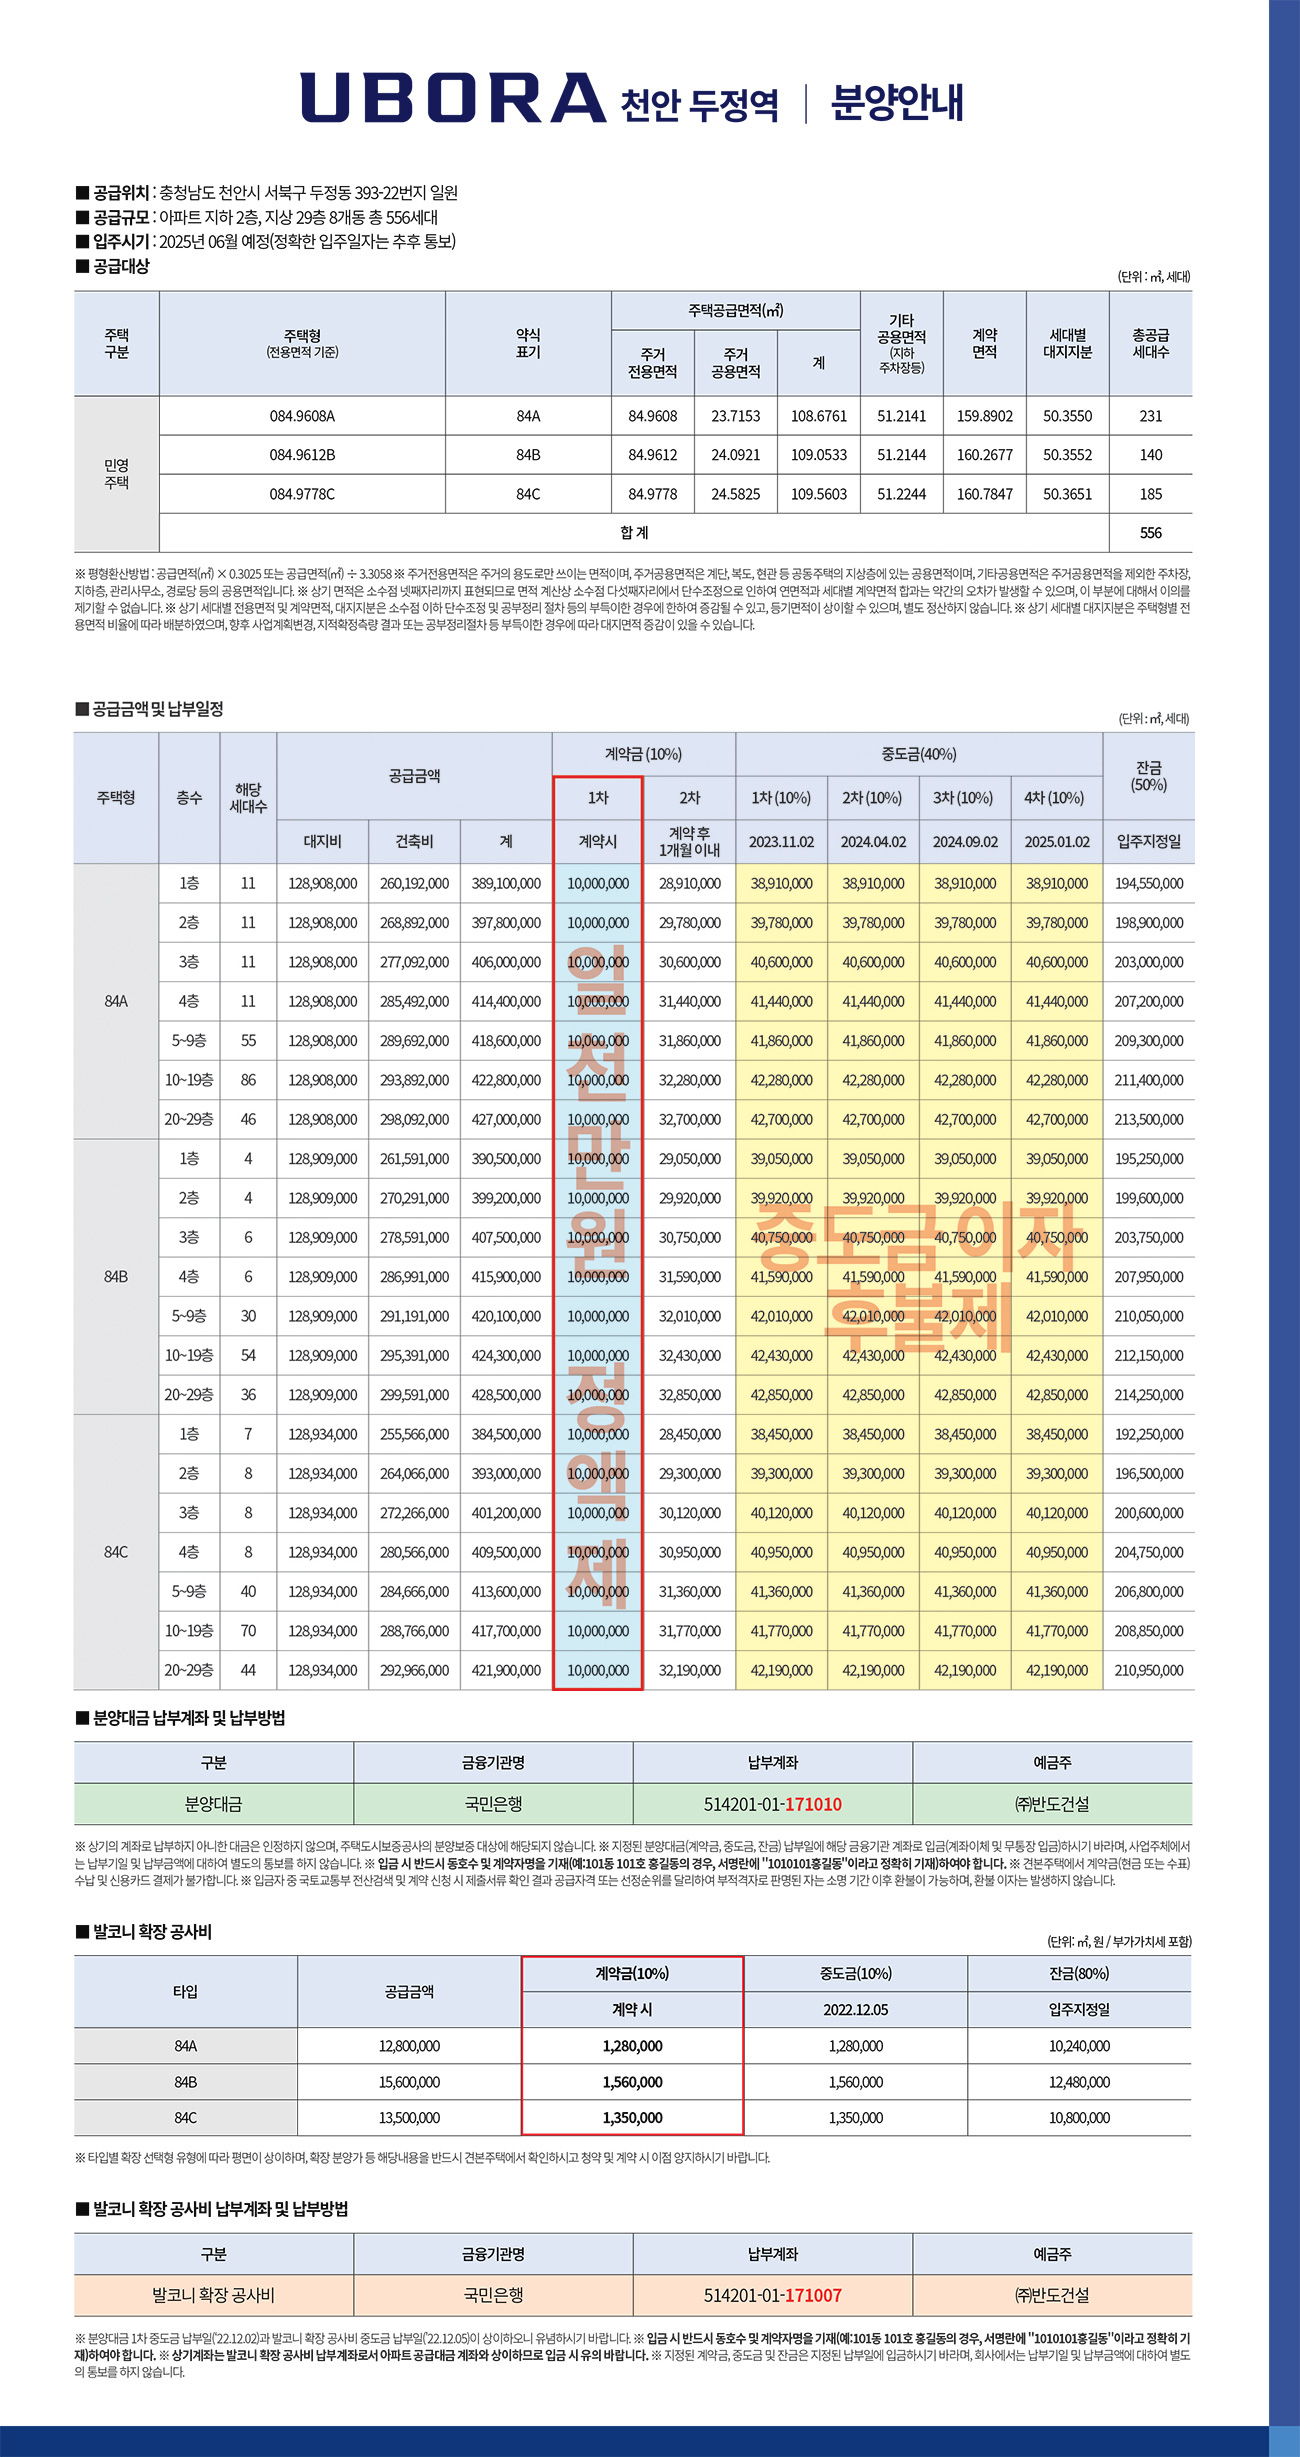 UBORA 천안 두정역 | 분양안내
■ 공급위치 : 충청남도 천안시 서북구 두정동 393-22번지 일원
■ 공급규모 : 아파트 지하 2층, 지상 29층 8개동 총 556세대
■ 입주시기 : 2025년 06월 예정(정확한 입주일자는 추후 통보)
■ 공급대상
(단위 : ㎡, 세대)
주택 구분 주택형 (전용면적 기준) 약식 표기 주택공급면적(㎡) 기타 공용면적 (지하 주차장등) 계약 면적 세대별 대지지분 총공급 세대수
주거 전용면적 주거 공용면적 계
민영 주택
084.9608A 84A 84.9608 23.7153 108.6761 51.2141 159.8902 50.3550 231
084.9612B 84B 84.9612 24.0921 109.0533 51.2144 160.2677 50.3552 140
084.9778C 84C 84.9778 24.5825 109.5603 51.2244 160.7847 50.3651 185
합 계 556
※ 평형환산방법 : 공급면적(㎡) × 0.3025 또는 공급면적(㎡) ÷ 3.3058 ※ 주거전용면적은 주거의 용도로만 쓰이는 면적이며, 주거공용면적은 계단, 복도, 현관 등 공동주택의 지상층에 있는 공용면적이며, 기타공용면적은 주거공용면적을 제외한 주차장,
지하층, 관리사무소, 경로당 등의 공용면적입니다. ※ 상기 면적은 소수점 넷째자리까지 표현되므로 면적 계산상 소수점 다섯째자리에서 단수조정으로 인하여 연면적과 세대별 계약면적 합과는 약간의 오차가 발생할 수 있으며, 이 부분에 대해서 이의를
제기할 수 없습니다. ※ 상기 세대별 전용면적 및 계약면적, 대지지분은 소수점 이하 단수조정 및 공부정리 절차 등의 부득이한 경우에 한하여 증감될 수 있고, 등기면적이 상이할 수 있으며, 별도 정산하지 않습니다. ※ 상기 세대별 대지지분은 주택형별 전
용면적 비율에 따라 배분하였으며, 향후 사업계획변경, 지적확정측량 결과 또는 공부정리절차 등 부득이한 경우에 따라 대지면적 증감이 있을 수 있습니다.
■ 공급금액 및 납부일정
(단위 : ㎡, 세대)
주택형 층수 해당 세대수 공급금액 계약금 (10%) 중도금(40%) 잔금 (50%)
1차 2차 1차 (10%) 2차 (10%) 3차 (10%) 4차 (10%)
대지비 건축비 계 계약시 계약 후 1개월 이내 2023.11.02 2024.04.02 2024.09.02 2025.01.02 입주지정일
84A
1층 11 128,908,000 260,192,000 389,100,000 10,000,000 28,910,000 38,910,000 38,910,000 38,910,000 38,910,000 194,550,000
2층 11 128,908,000 268,892,000 397,800,000 10,000,000 29,780,000 39,780,000 39,780,000 39,780,000 39,780,000 198,900,000
3층 11 128,908,000 277,092,000 406,000,000 10,000,000 30,600,000 40,600,000 40,600,000 40,600,000 40,600,000 203,000,000
4층 11 128,908,000 285,492,000 414,400,000 10,000,000 31,440,000 41,440,000 41,440,000 41,440,000 41,440,000 207,200,000
5~9층 55 128,908,000 289,692,000 418,600,000 10,000,000 31,860,000 41,860,000 41,860,000 41,860,000 41,860,000 209,300,000
10~19층 86 128,908,000 293,892,000 422,800,000 10,000,000 32,280,000 42,280,000 42,280,000 42,280,000 42,280,000 211,400,000
20~29층 46 128,908,000 298,092,000 427,000,000 10,000,000 32,700,000 42,700,000 42,700,000 42,700,000 42,700,000 213,500,000
84B
1층 4 128,909,000 261,591,000 390,500,000 10,000,000 29,050,000 39,050,000 39,050,000 39,050,000 39,050,000 195,250,000
2층 4 128,909,000 270,291,000 399,200,000 10,000,000 29,920,000 39,920,000 39,920,000 39,920,000 39,920,000 199,600,000
3층 6 128,909,000 278,591,000 407,500,000 10,000,000 30,750,000 40,750,000 40,750,000 40,750,000 40,750,000 203,750,000
4층 6 128,909,000 286,991,000 415,900,000 10,000,000 31,590,000 41,590,000 41,590,000 41,590,000 41,590,000 207,950,000
5~9층 30 128,909,000 291,191,000 420,100,000 10,000,000 32,010,000 42,010,000 42,010,000 42,010,000 42,010,000 210,050,000
10~19층 54 128,909,000 295,391,000 424,300,000 10,000,000 32,430,000 42,430,000 42,430,000 42,430,000 42,430,000 212,150,000
20~29층 36 128,909,000 299,591,000 428,500,000 10,000,000 32,850,000 42,850,000 42,850,000 42,850,000 42,850,000 214,250,000
84C
1층 7 128,934,000 255,566,000 384,500,000 10,000,000 28,450,000 38,450,000 38,450,000 38,450,000 38,450,000 192,250,000
2층 8 128,934,000 264,066,000 393,000,000 10,000,000 29,300,000 39,300,000 39,300,000 39,300,000 39,300,000 196,500,000
3층 8 128,934,000 272,266,000 401,200,000 10,000,000 30,120,000 40,120,000 40,120,000 40,120,000 40,120,000 200,600,000
4층 8 128,934,000 280,566,000 409,500,000 10,000,000 30,950,000 40,950,000 40,950,000 40,950,000 40,950,000 204,750,000
5~9층 40 128,934,000 284,666,000 413,600,000 10,000,000 31,360,000 41,360,000 41,360,000 41,360,000 41,360,000 206,800,000
10~19층 70 128,934,000 288,766,000 417,700,000 10,000,000 31,770,000 41,770,000 41,770,000 41,770,000 41,770,000 208,850,000
20~29층 44 128,934,000 292,966,000 421,900,000 10,000,000 32,190,000 42,190,000 42,190,000 42,190,000 42,190,000 210,950,000
일천만원 정액제
중도금 이자
후불제
■ 분양대금 납부계좌 및 납부방법
구분 금융기관명 납부계좌 예금주
분양대금 국민은행 514201-01-171010 ㈜반도건설
※ 상기의 계좌로 납부하지 아니한 대금은 인정하지 않으며, 주택도시보증공사의 분양보증 대상에 해당되지 않습니다. ※ 지정된 분양대금(계약금, 중도금, 잔금) 납부일에 해당 금융기관 계좌로 입금(계좌이체 및 무통장 입금)하시기 바라며, 사업주체에서
는 납부기일 및 납부금액에 대하여 별도의 통보를 하지 않습니다. ※ 입금 시 반드시 동호수 및 계약자명을 기재(예:101동 101호 홍길동의 경우, 서명란에 "1010101홍길동"이라고 정확히 기재)하여야 합니다. ※ 견본주택에서 계약금(현금 또는 수표)
수납 및 신용카드 결제가 불가합니다. ※ 입금자 중 국토교통부 전산검색 및 계약 신청 시 제출서류 확인 결과 공급자격 또는 선정순위를 달리하여 부적격자로 판명된 자는 소명 기간 이후 환불이 가능하며, 환불 이자는 발생하지 않습니다.
■ 발코니 확장 공사비
(단위: ㎡, 원 / 부가가치세 포함)
타입 공급금액 계약금(10%) 중도금(10%) 잔금(80%)
계약 시 2022.12.05 입주지정일
84A 12,800,000 1,280,000 1,280,000 10,240,000
84B 15,600,000 1,560,000 1,560,000 12,480,000
84C 13,500,000 1,350,000 1,350,000 10,800,000
※ 타입별 확장 선택형 유형에 따라 평면이 상이하며, 확장 분양가 등 해당내용을 반드시 견본주택에서 확인하시고 청약 및 계약 시 이점 양지하시기 바랍니다.
■ 발코니 확장 공사비 납부계좌 및 납부방법
구분 금융기관명 납부계좌 예금주
발코니 확장 공사비 국민은행 514201-01-171007 ㈜반도건설
※ 분양대금 1차 중도금 납부일('22.12.02)과 발코니 확장 공사비 중도금 납부일('22.12.05)이 상이하오니 유념하시기 바랍니다. ※ 입금 시 반드시 동호수 및 계약자명을 기재(예:101동 101호 홍길동의 경우, 서명란에 "1010101홍길동"이라고 정확히 기
재)하여야 합니다. ※ 상기계좌는 발코니 확장 공사비 납부계좌로서 아파트 공급대금 계좌와 상이하므로 입금 시 유의 바랍니다. ※ 지정된 계약금, 중도금 및 잔금은 지정된 납부일에 입금하시기 바라며, 회사에서는 납부기일 및 납부금액에 대하여 별도
의 통보를 하지 않습니다.